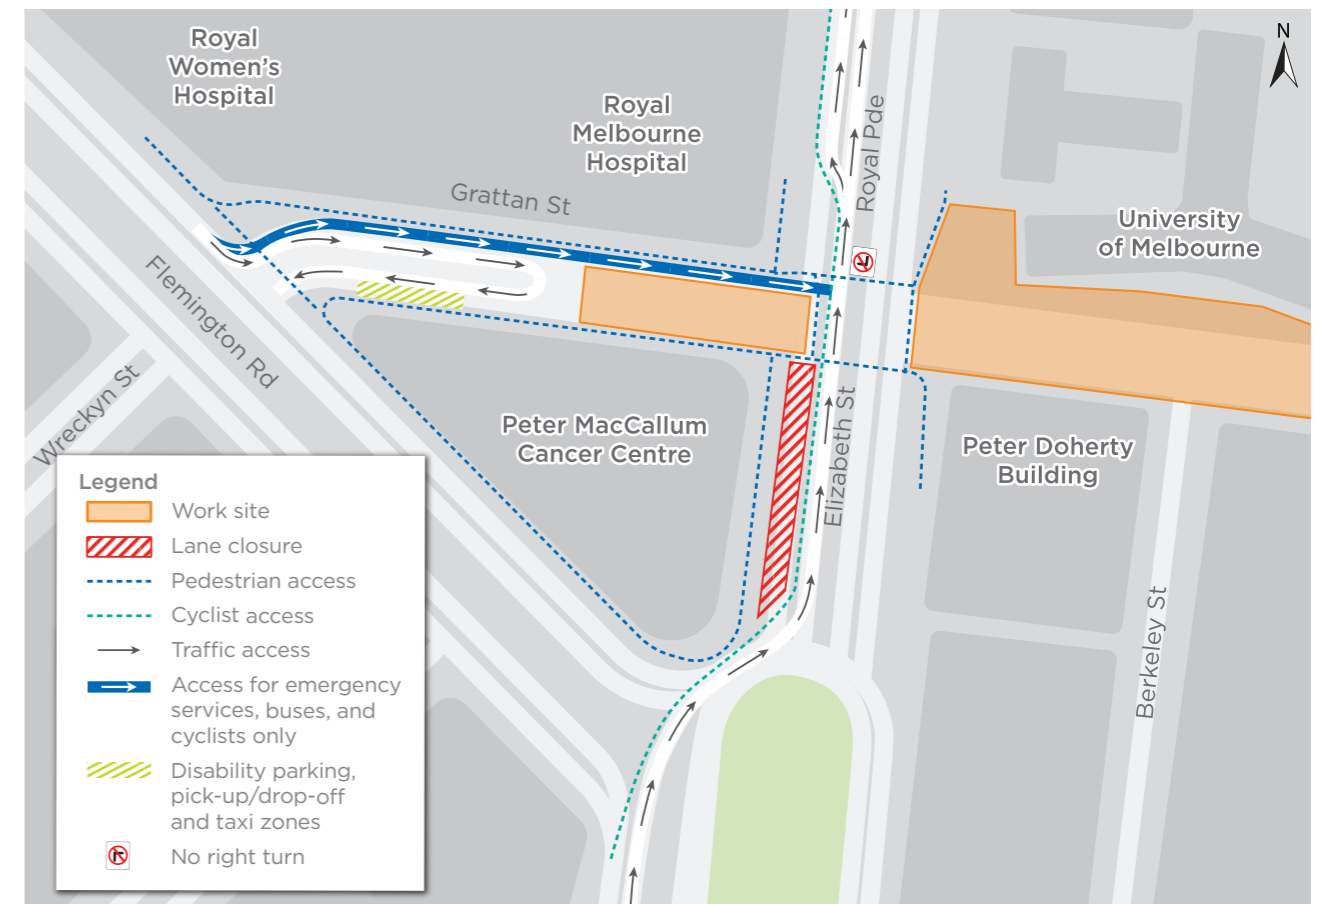 Royal
Women's
Hospital
Royal
Melbourne
Hospital
N
Grattan St
Royal Pde
University
of Melbourne
Flemington Rd
Wreckyn St
Peter MacCallum
Cancer Centre
Elizabeth St
Peter Doherty
Building
Berkeley St
Legend
Work site
Lane closure
Pedestrian access
Cyclist access
Traffic access
Access for emergency
services, buses, and
cyclists only
Disability parking,
pick-up/drop-off
and taxi zones
No right turn